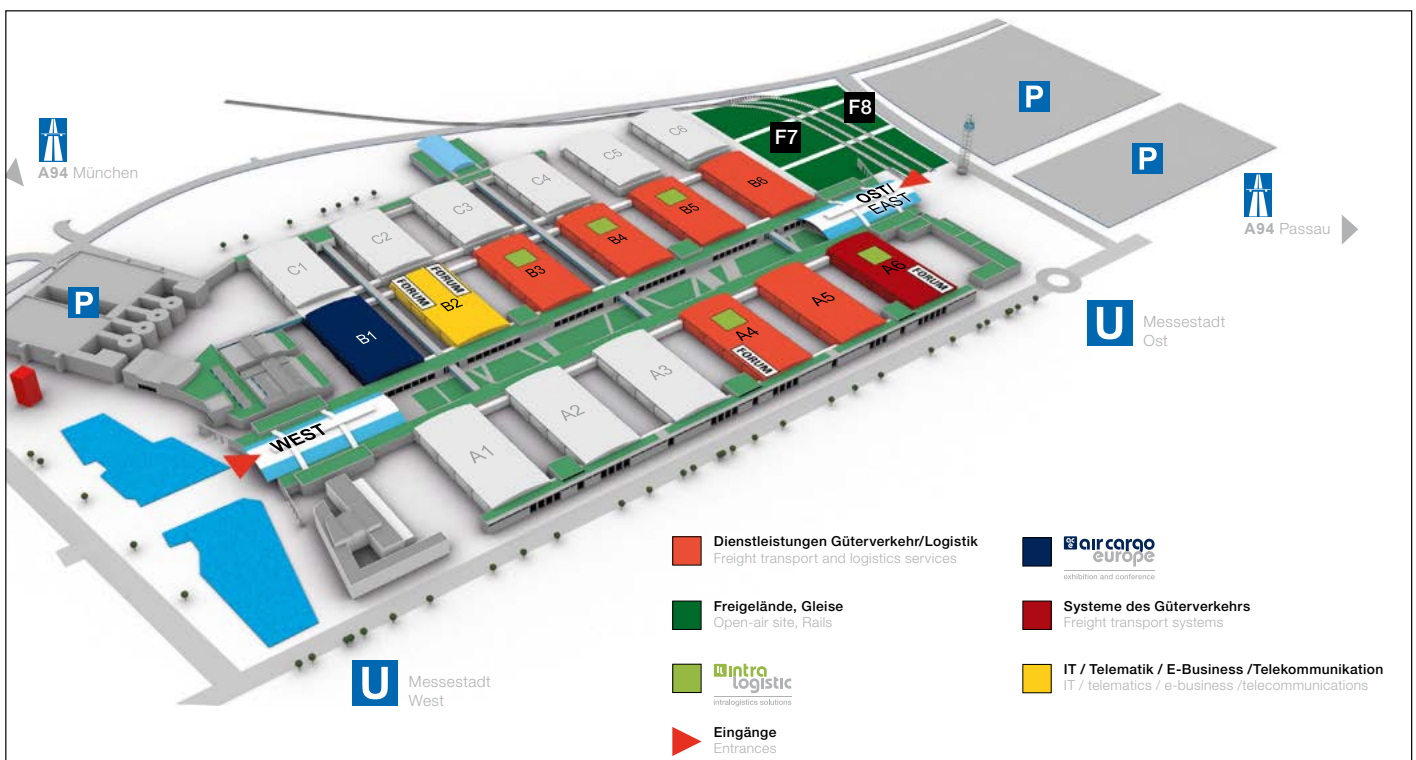 P
F8
F7
P
A94 München
A94 Passau
C6
C5
C4
C3
C2
C1
B6
B5
B4
B3
FORUM
FORUM
B2
B1
OST/
EAST
A6
FORUM
A5
A4
FORUM
A3
A2
A1
P
WEST
U
Messestadt
Ost
U
Messestadt
West
Dienstleistungen Güterverkehr/Logistik
Freight transport and logistics services
Freigelände, Gleise
Open-air site, Rails
intra
logistic
intralogistics solutions
Eingänge
Entrances
air cargo
europe
exhibition and conference
Systeme des Güterverkehrs
Freight transport systems
IT / Telematik / E-Business /Telekommunikation
IT / telematics / e-business /telecommunications